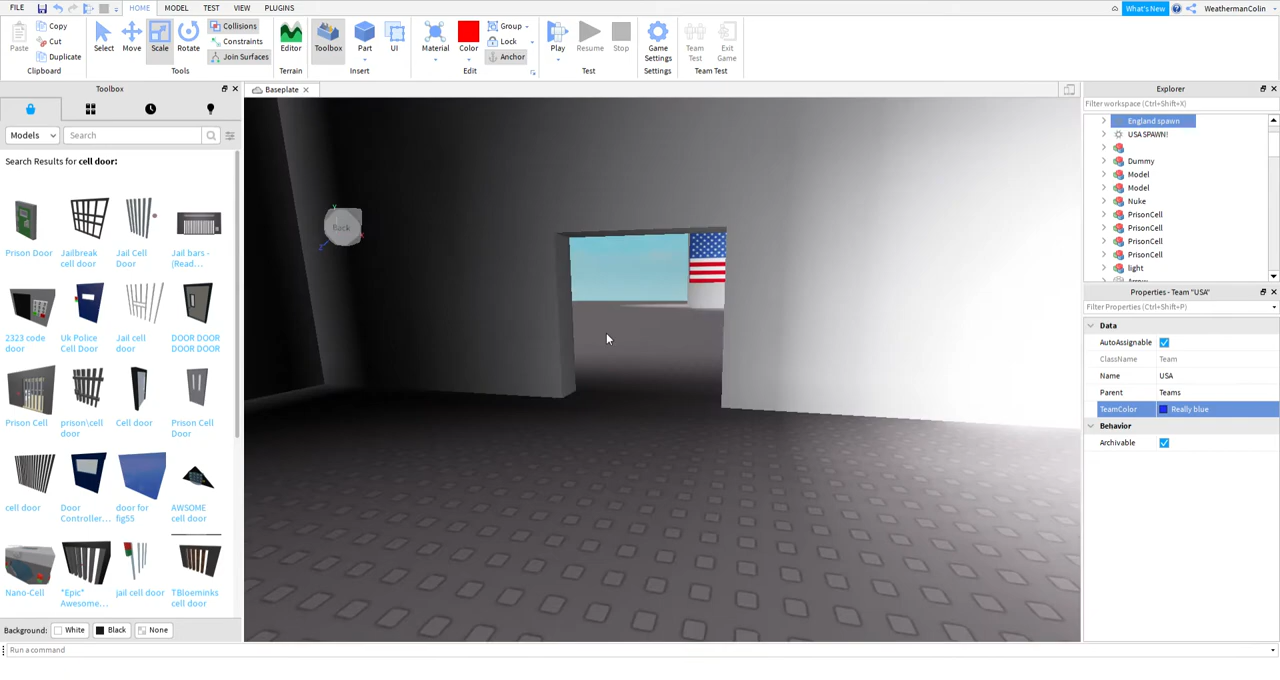 FILE HOME MODEL TEST VIEW PLUGINS What's New WeathermanColin
Paste Copy Cut Duplicate Select Move Scale Rotate Collisions Constraints Join Surfaces Editor Toolbox Part UI Material Color Group Lock Anchor Play Resume Stop Game Settings Team Test Exit Game
Clipboard Tools Terrain Insert Edit Test Settings Team Test
Toolbox
Models Search
Search Results for cell door:
Prison Door
Jailbreak cell door
Jail Cell Door
Jail bars - (Read...
2323 code door
Uk Police Cell Door
Jail cell door
DOOR DOOR DOOR DOOR
Prison Cell
prison\cell door
Cell door
Prison Cell Door
cell door
Door Controller...
door for fig55
AWSOME cell door
Nano-Cell
"Epic" Awesome...
jail cell door
TBloeminks cell door
Background: White Black None
Run a command
Baseplate
Back
Explorer
Filter workspace (Ctrl+Shift+X)
England spawn
USA SPAWN!
Dummy
Model
Model
Nuke
PrisonCell
PrisonCell
PrisonCell
PrisonCell
light
Properties - Team "USA"
Filter Properties (Ctrl+Shift+P)
Data
AutoAssignable
ClassName Team
Name USA
Parent Teams
TeamColor Really blue
Behavior
Archivable